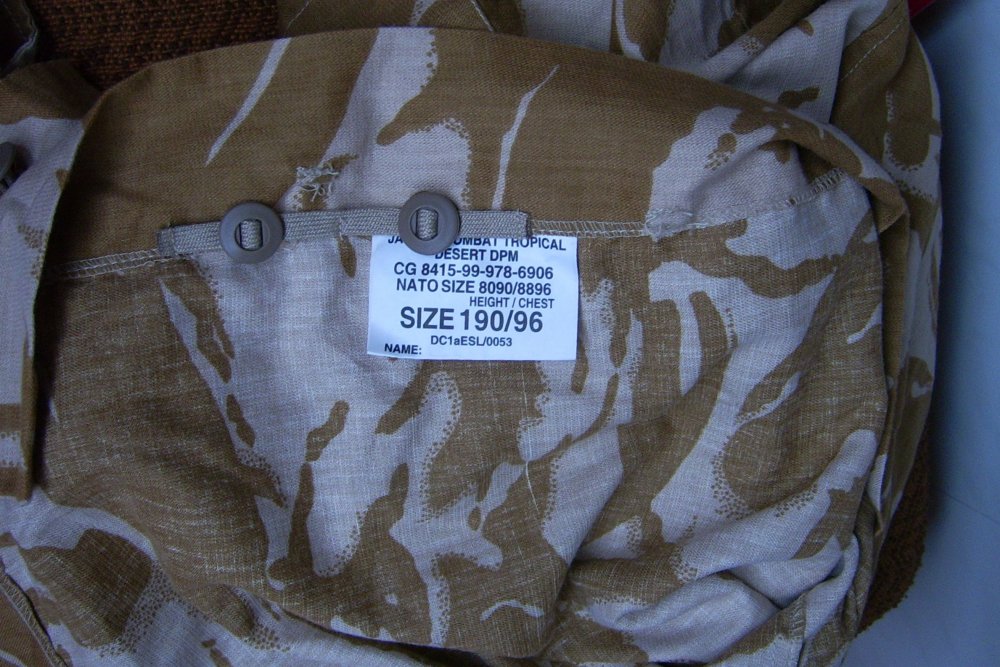 TROPICAL
DESERT DPM
CG 8415-99-978-6906
NATO SIZE 8090/8896
HEIGHT / CHEST
SIZE 190/96
DC1aESL/0053
NAME: